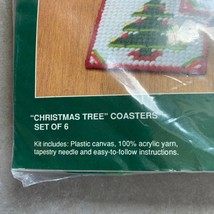 "CHRISTMAS TREE" COASTERS
SET OF 6
Kit includes: Plastic canvas, 100% acrylic yarn,
tapestry needle and easy-to-follow instructions.